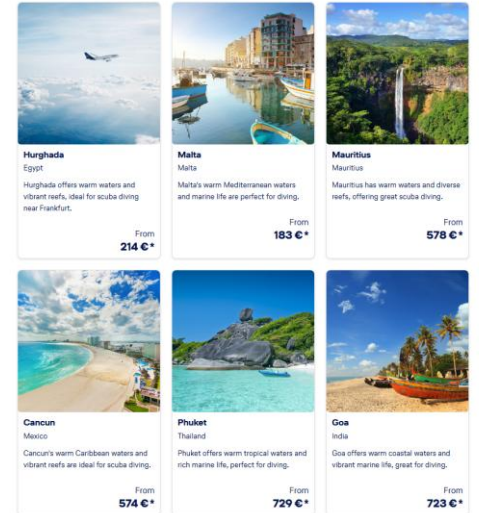 Hurghada
Egypt
Hurghada offers warm waters and
vibrant reefs, ideal for scuba diving
near Frankfurt.
From
214 €*
Malta
Malta
Malta's warm Mediterranean waters
and marine life are perfect for diving.
From
183 €*
Mauritius
Mauritius
Mauritius has warm waters and diverse
reefs, offering great scuba diving.
From
578 €*
Cancun
Mexico
Cancun's warm Caribbean waters and
vibrant reefs are ideal for scuba diving.
From
574 €*
Phuket
Thailand
Phuket offers warm tropical waters and
rich marine life, perfect for diving.
From
729 €*
Goa
India
Goa offers warm coastal waters and
vibrant marine life, great for diving.
From
723 €*